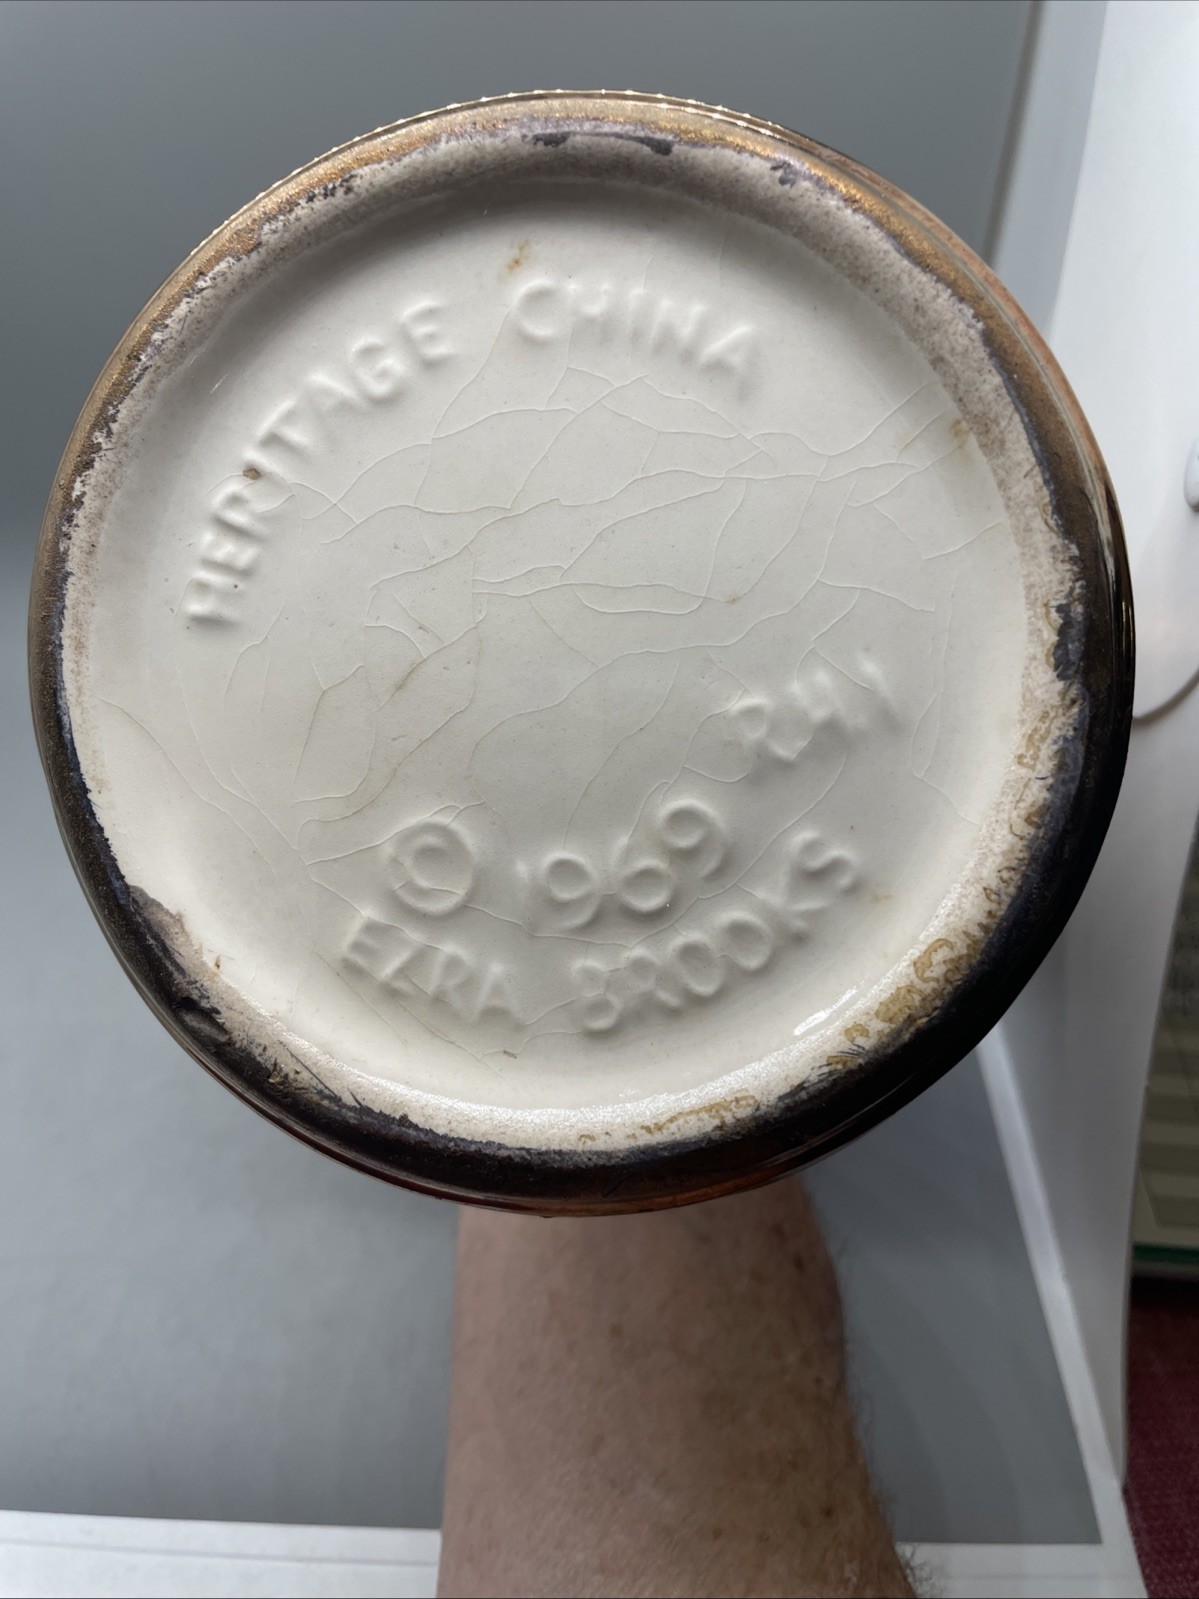 HERITAGE CHINA
R.H.I
© 1969
EZRA BROOKS